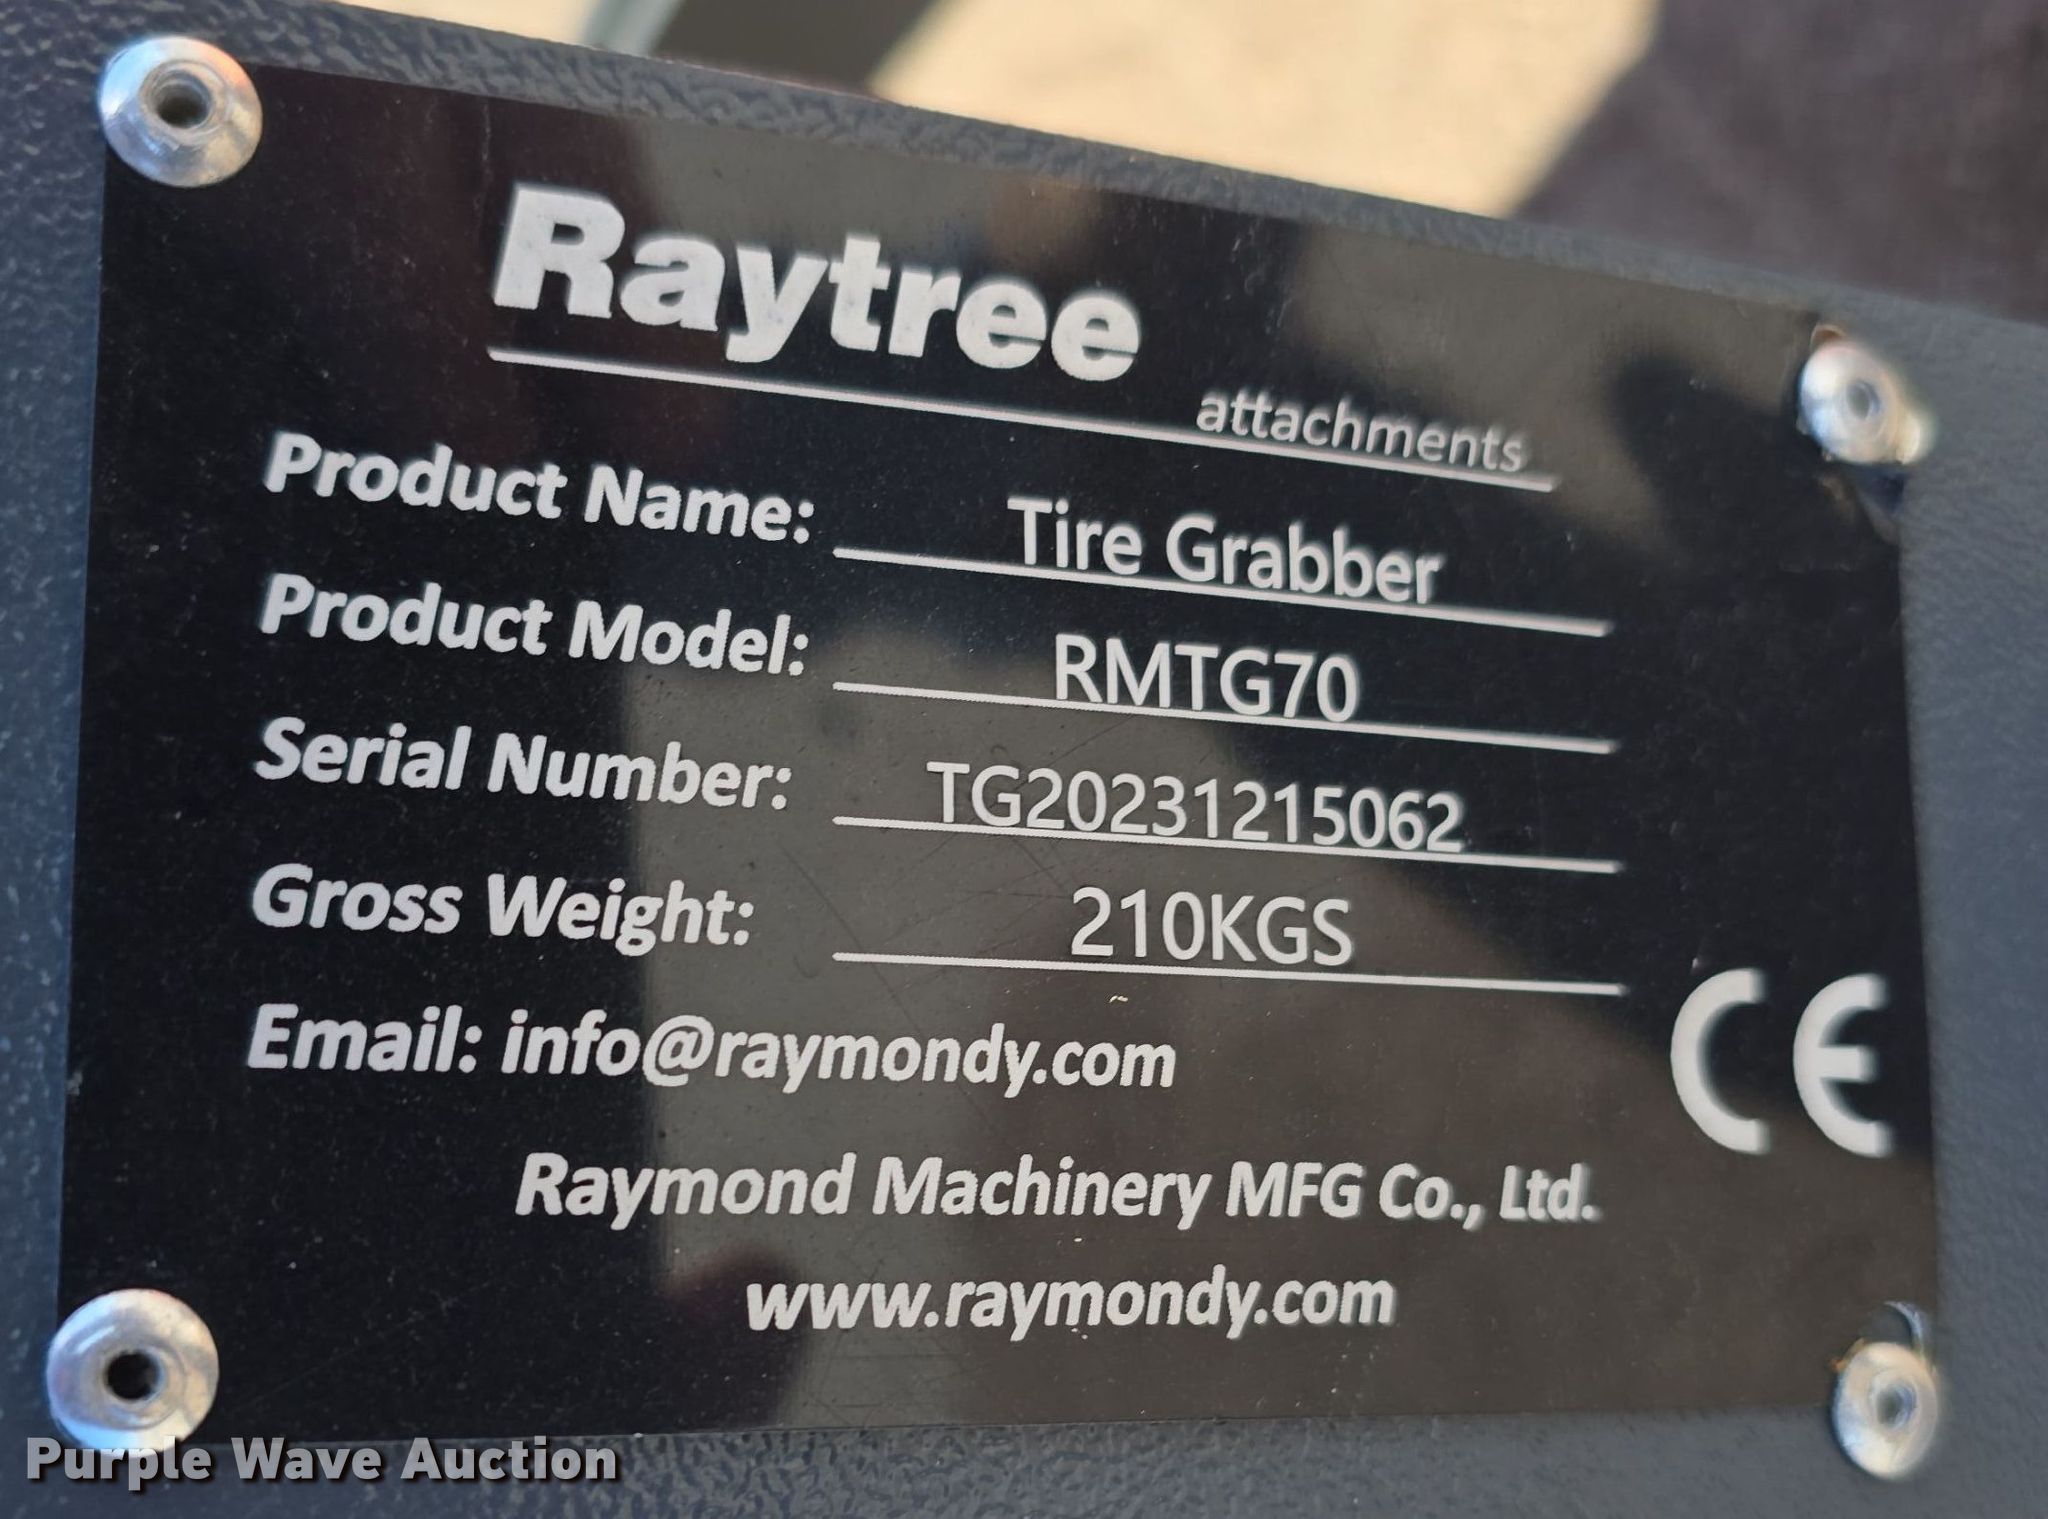 Raytree
attachments
Product Name: Tire Grabber
Product Model: RMTG70
Serial Number: TG20231215062
Gross Weight: 210KGS
Email: info@raymondy.com
CE
Raymond Machinery MFG Co., Ltd.
www.raymondy.com
Purple Wave Auction